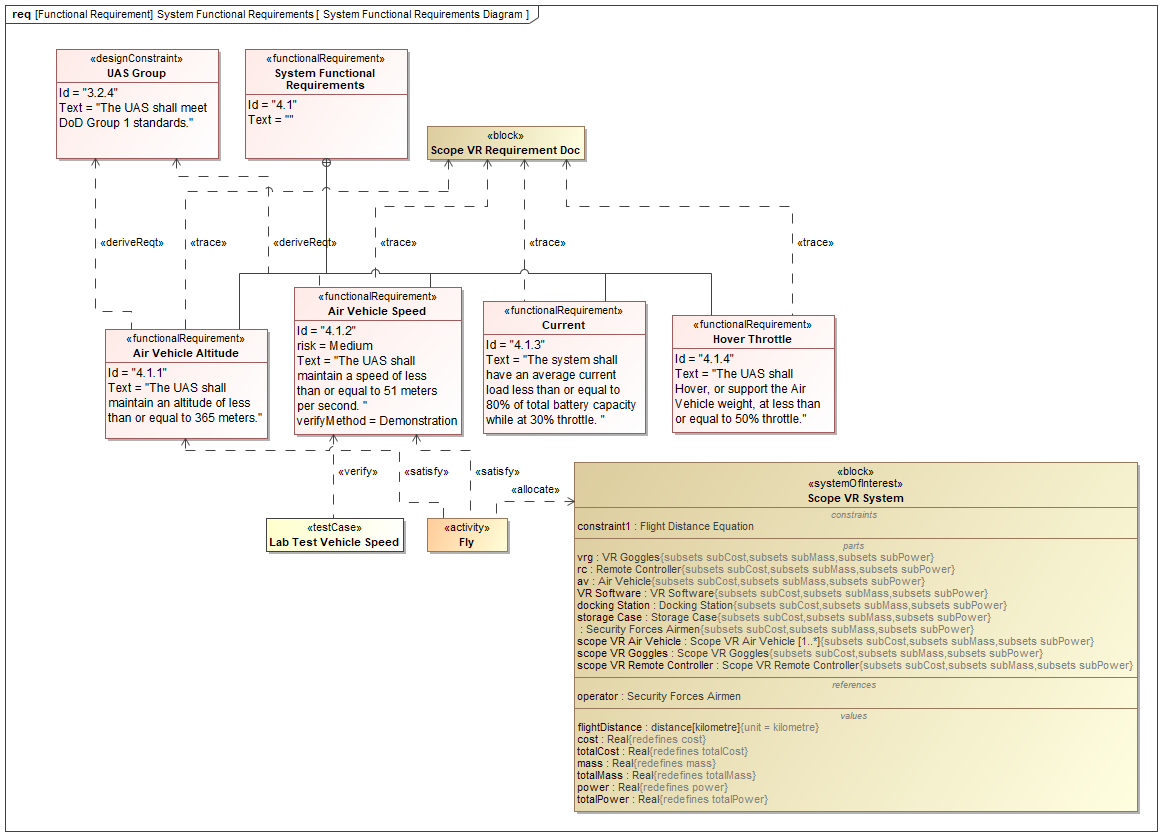 req [Functional Requirement] System Functional Requirements [ System Functional Requirements Diagram ]
«designConstraint»
UAS Group
Id = "3.2.4"
Text = "The UAS shall meet
DoD Group 1 standards."
«functionalRequirement»
System Functional
Requirements
Id = "4.1"
Text = ""
«block»
Scope VR Requirement Doc
«deriveReqt»
«trace»
«deriveReqt»
«trace»
«trace»
«trace»
«functionalRequirement»
Air Vehicle Altitude
Id = "4.1.1"
Text = "The UAS shall
maintain an altitude of less
than or equal to 365 meters."
«functionalRequirement»
Air Vehicle Speed
Id = "4.1.2"
risk = Medium
Text = "The UAS shall
maintain a speed of less
than or equal to 51 meters
per second. "
verifyMethod = Demonstration
«functionalRequirement»
Current
Id = "4.1.3"
Text = "The system shall
have an average current
load less than or equal to
80% of total battery capacity
while at 30% throttle. "
«functionalRequirement»
Hover Throttle
Id = "4.1.4"
Text = "The UAS shall
Hover, or support the Air
Vehicle weight, at less than
or equal to 50% throttle."
«verify»
«satisfy»
«satisfy»
«allocate»
«testCase»
Lab Test Vehicle Speed
«activity»
Fly
«block»
«systemOfInterest»
Scope VR System
constraints
constraint1 : Flight Distance Equation
parts
vrg : VR Goggles{subsets subCost,subsets subMass,subsets subPower}
rc : Remote Controller{subsets subCost,subsets subMass,subsets subPower}
av : Air Vehicle{subsets subCost,subsets subMass,subsets subPower}
VR Software : VR Software{subsets subCost,subsets subMass,subsets subPower}
docking Station : Docking Station{subsets subCost,subsets subMass,subsets subPower}
storage Case : Storage Case{subsets subCost,subsets subMass,subsets subPower}
: Security Forces Airmen{subsets subCost,subsets subMass,subsets subPower}
scope VR Air Vehicle : Scope VR Air Vehicle [1..*]{subsets subCost,subsets subMass,subsets subPower}
scope VR Goggles : Scope VR Goggles{subsets subCost,subsets subMass,subsets subPower}
scope VR Remote Controller : Scope VR Remote Controller{subsets subCost,subsets subMass,subsets subPower}
references
operator : Security Forces Airmen
values
flightDistance : distance[kilometre]{unit = kilometre}
cost : Real{redefines cost}
totalCost : Real{redefines totalCost}
mass : Real{redefines mass}
totalMass : Real{redefines totalMass}
power : Real{redefines power}
totalPower : Real{redefines totalPower}